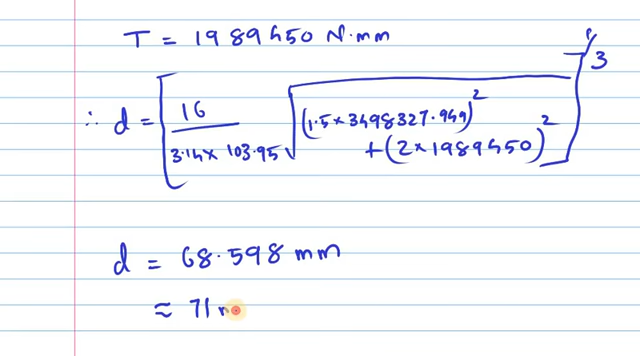 T = 1989450 N·mm
∴ d = [16 / 3.14 × 103.95 √(1.5×3498327.949)² + (2×1989450)²]^1/3
d = 68.598 mm
≈ 71 m